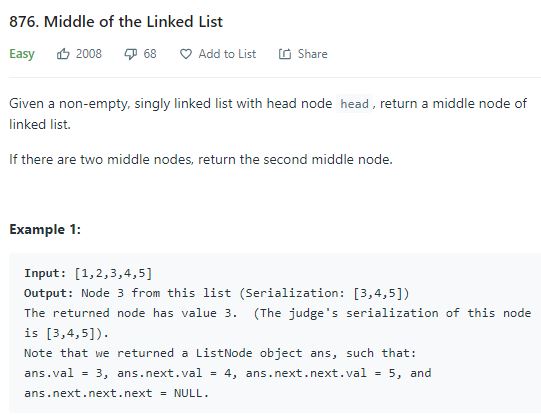 876. Middle of the Linked List
Easy 2008 68 Add to List Share
Given a non-empty, singly linked list with head node head, return a middle node of
linked list.
If there are two middle nodes, return the second middle node.
Example 1:
Input: [1,2,3,4,5]
Output: Node 3 from this list (Serialization: [3,4,5])
The returned node has value 3.  (The judge's serialization of this node
is [3,4,5]).
Note that we returned a ListNode object ans, such that:
ans.val = 3, ans.next.val = 4, ans.next.next.val = 5, and
ans.next.next.next = NULL.